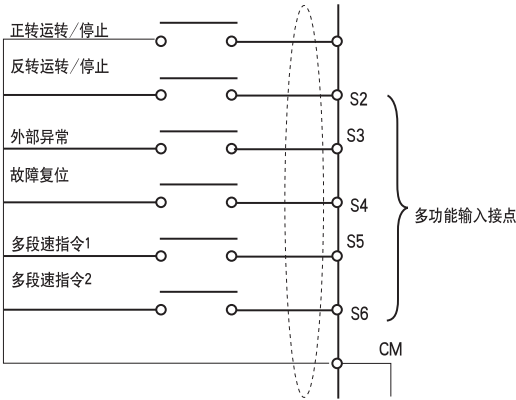 正转运转/停止
反转运转/停止
S2
外部异常
S3
故障复位
S4
多功能输入接点
多段速指令1
S5
多段速指令2
S6
CM